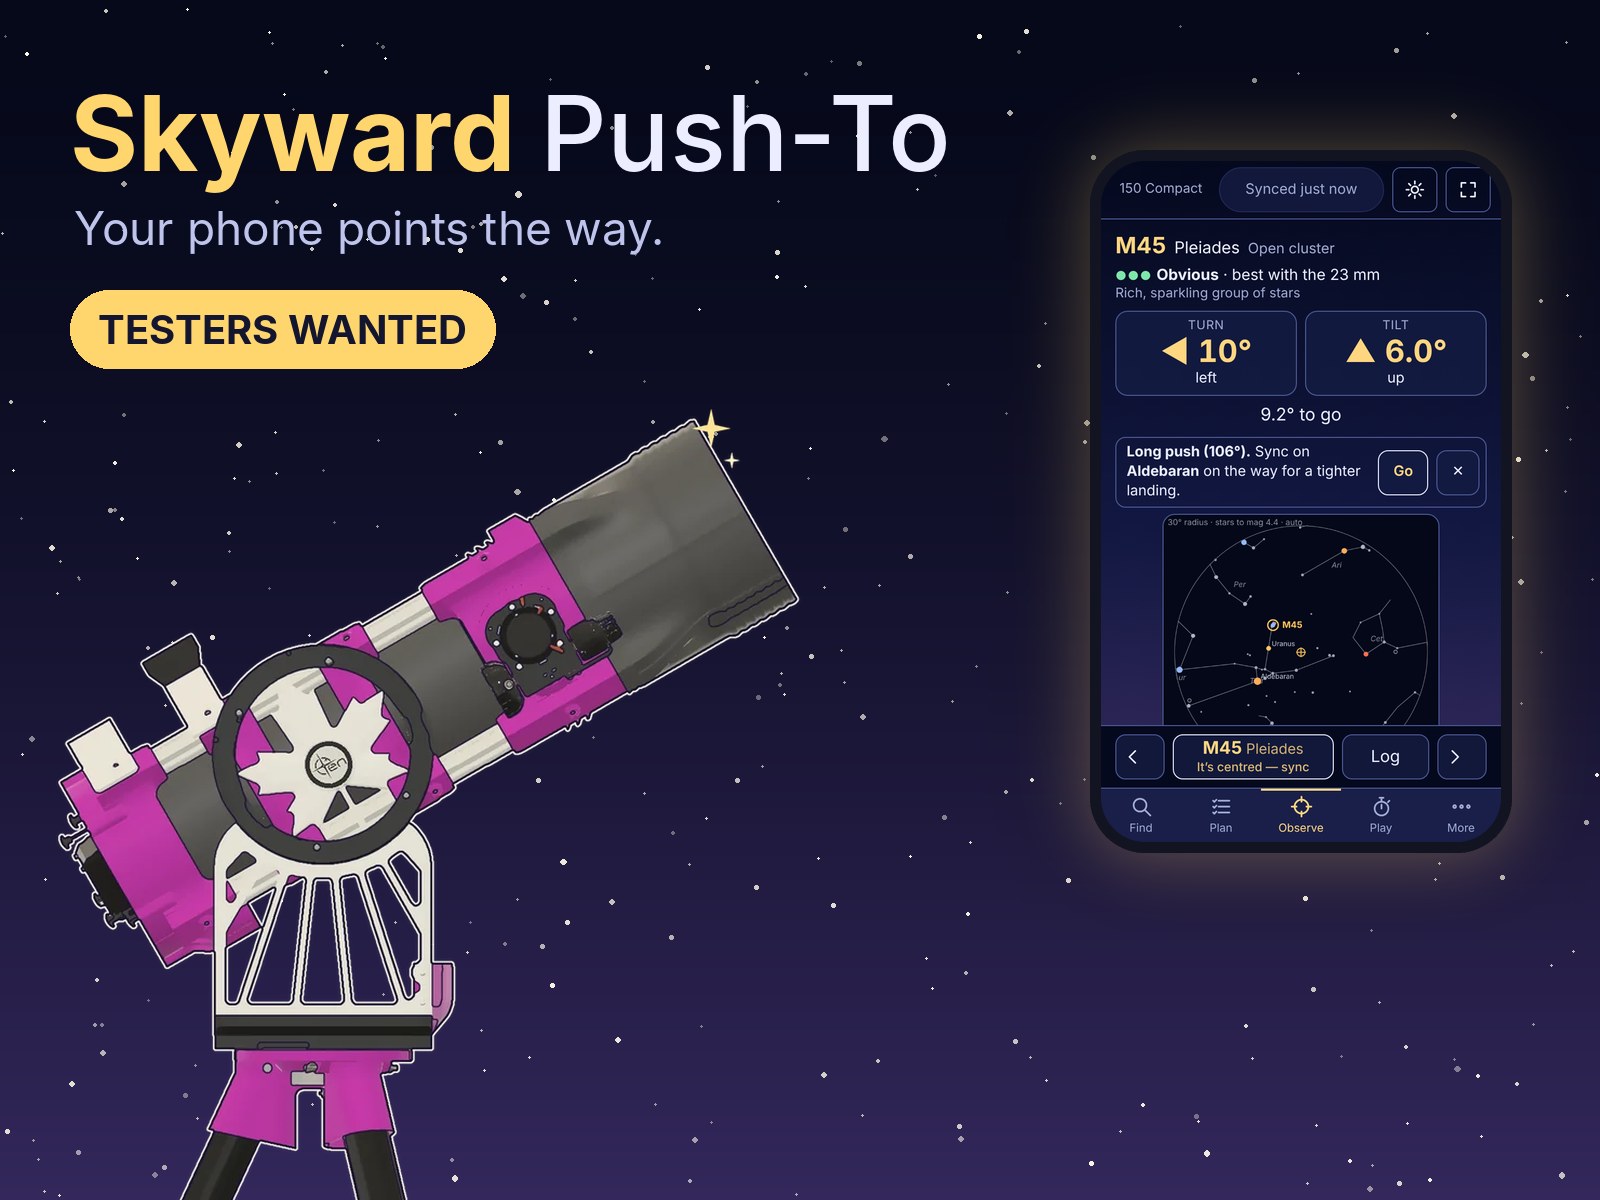 Skyward Push-To
Your phone points the way.
TESTERS WANTED
150 Compact
Synced just now
M45 Pleiades Open cluster
Obvious · best with the 23 mm
Rich, sparkling group of stars
TURN
10°
left
TILT
6.0°
up
9.2° to go
Long push (106°). Sync on
Aldebaran on the way for a tighter
landing.
Go
×
30° radius · stars to mag 4.4 · auto
Ari
Per
M45
Uranus
Cet
Aldebaran
ur
M45 Pleiades
It's centred — sync
Log
Find
Plan
Observe
Play
More